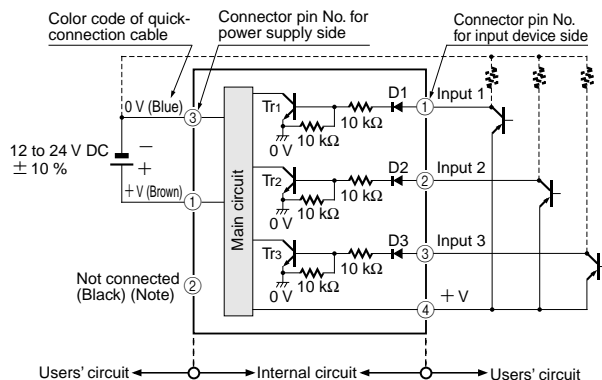 Color code of quick-
connection cable
Connector pin No. for
power supply side
Connector pin No.
for input device side
0 V (Blue)
3
12 to 24 V DC
± 10 %
−
+
+V (Brown)
1
Not connected
(Black) (Note)
2
Main circuit
Tr1
10 kΩ
D1
1
Input 1
10 kΩ
0 V
Tr2
10 kΩ
D2
2
Input 2
10 kΩ
0 V
Tr3
10 kΩ
D3
3
Input 3
10 kΩ
0 V
4
+ V
Users' circuit
Internal circuit
Users' circuit